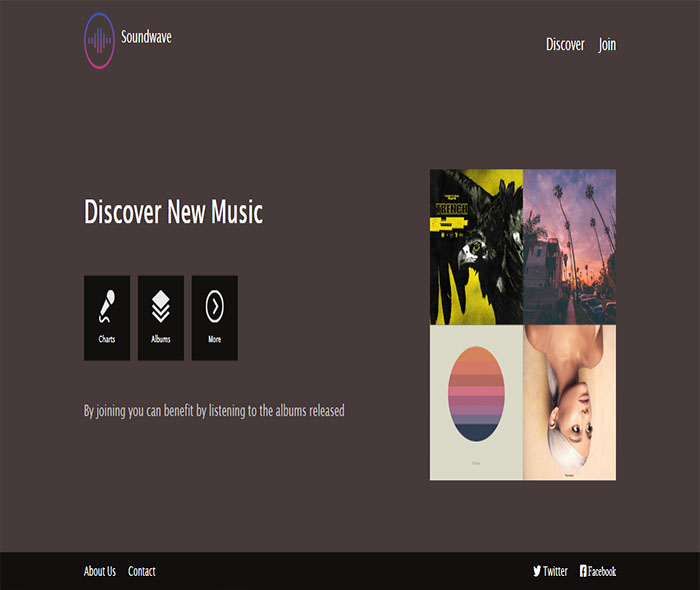 Soundwave
Discover
Join
Discover New Music
TRENCH
Charts
Albums
More
By joining you can benefit by listening to the albums released
About Us
Contact
Twitter
Facebook